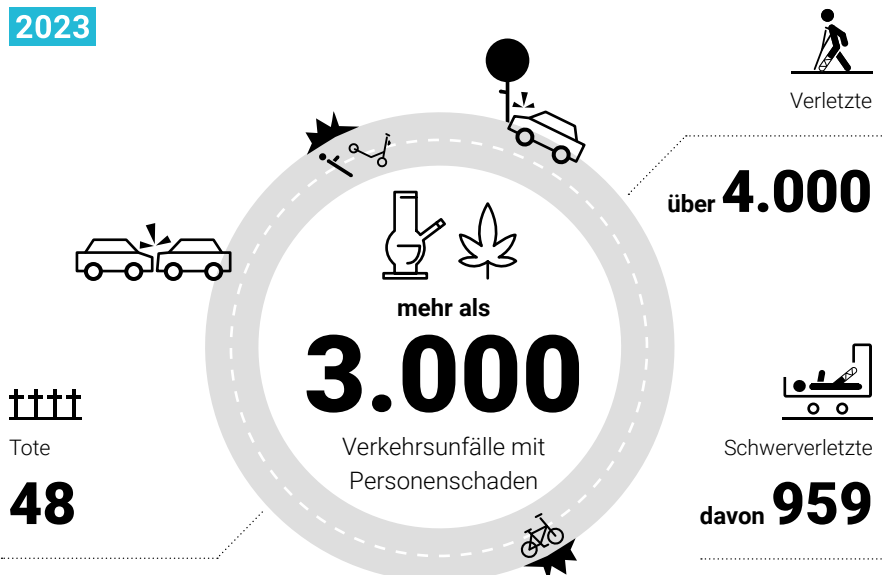 2023
Verletzte
über 4.000
mehr als
3.000
Verkehrsunfälle mit
Personenschaden
Tote
48
Schwerverletzte
davon 959